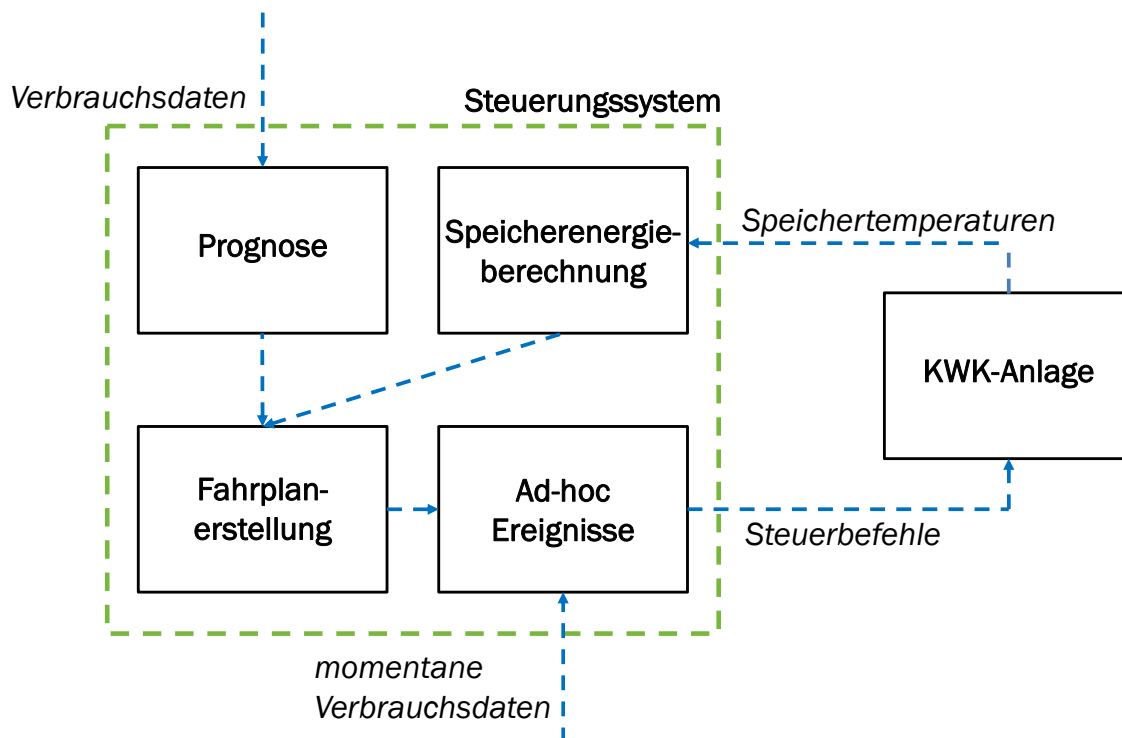 Verbrauchsdaten
Steuerungssystem
Prognose
Speicherenergie-
berechnung
Speichertemperaturen
KWK-Anlage
Fahrplan-
erstellung
Ad-hoc
Ereignisse
Steuerbefehle
momentane
Verbrauchsdaten